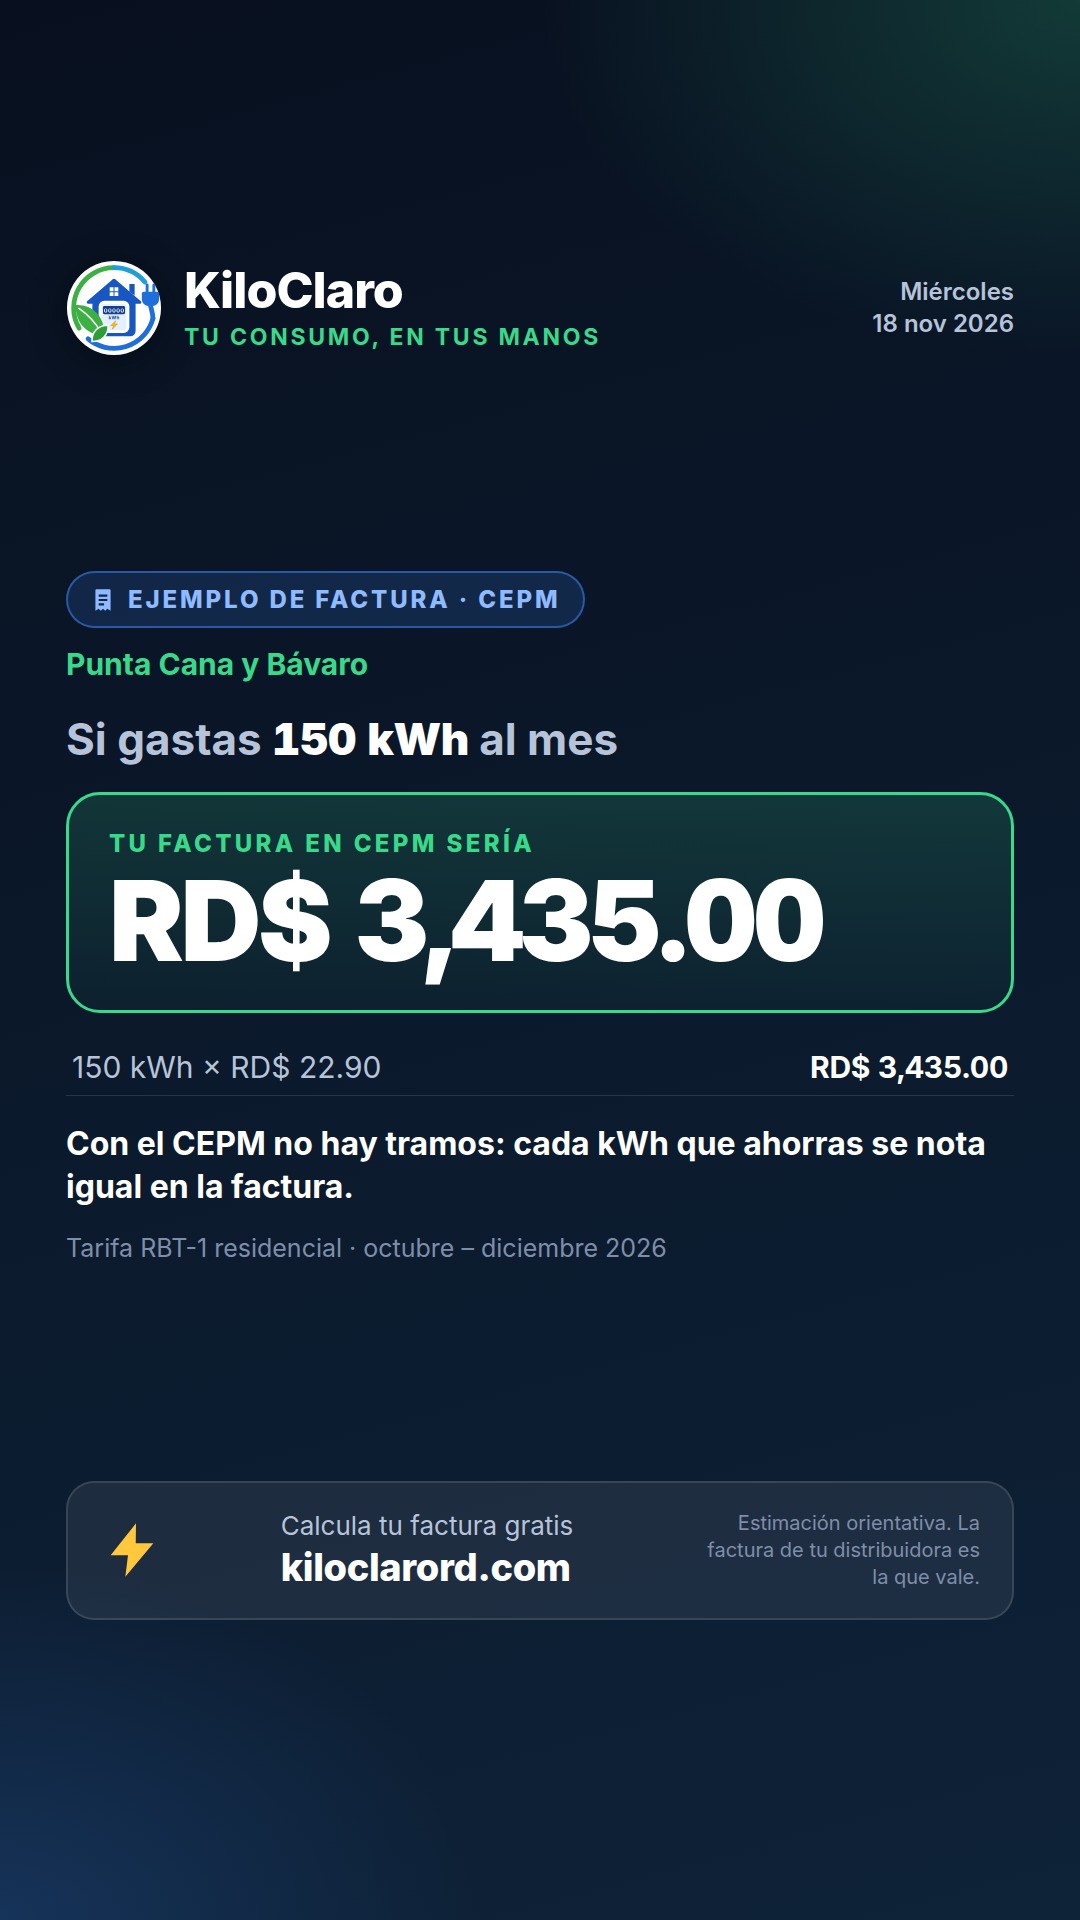 KiloClaro
TU CONSUMO, EN TUS MANOS
Miércoles
18 nov 2026
EJEMPLO DE FACTURA · CEPM
Punta Cana y Bávaro
Si gastas 150 kWh al mes
TU FACTURA EN CEPM SERÍA
RD$ 3,435.00
150 kWh × RD$ 22.90 RD$ 3,435.00
Con el CEPM no hay tramos: cada kWh que ahorras se nota
igual en la factura.
Tarifa RBT-1 residencial · octubre – diciembre 2026
Calcula tu factura gratis
kiloclarord.com
Estimación orientativa. La
factura de tu distribuidora es
la que vale.